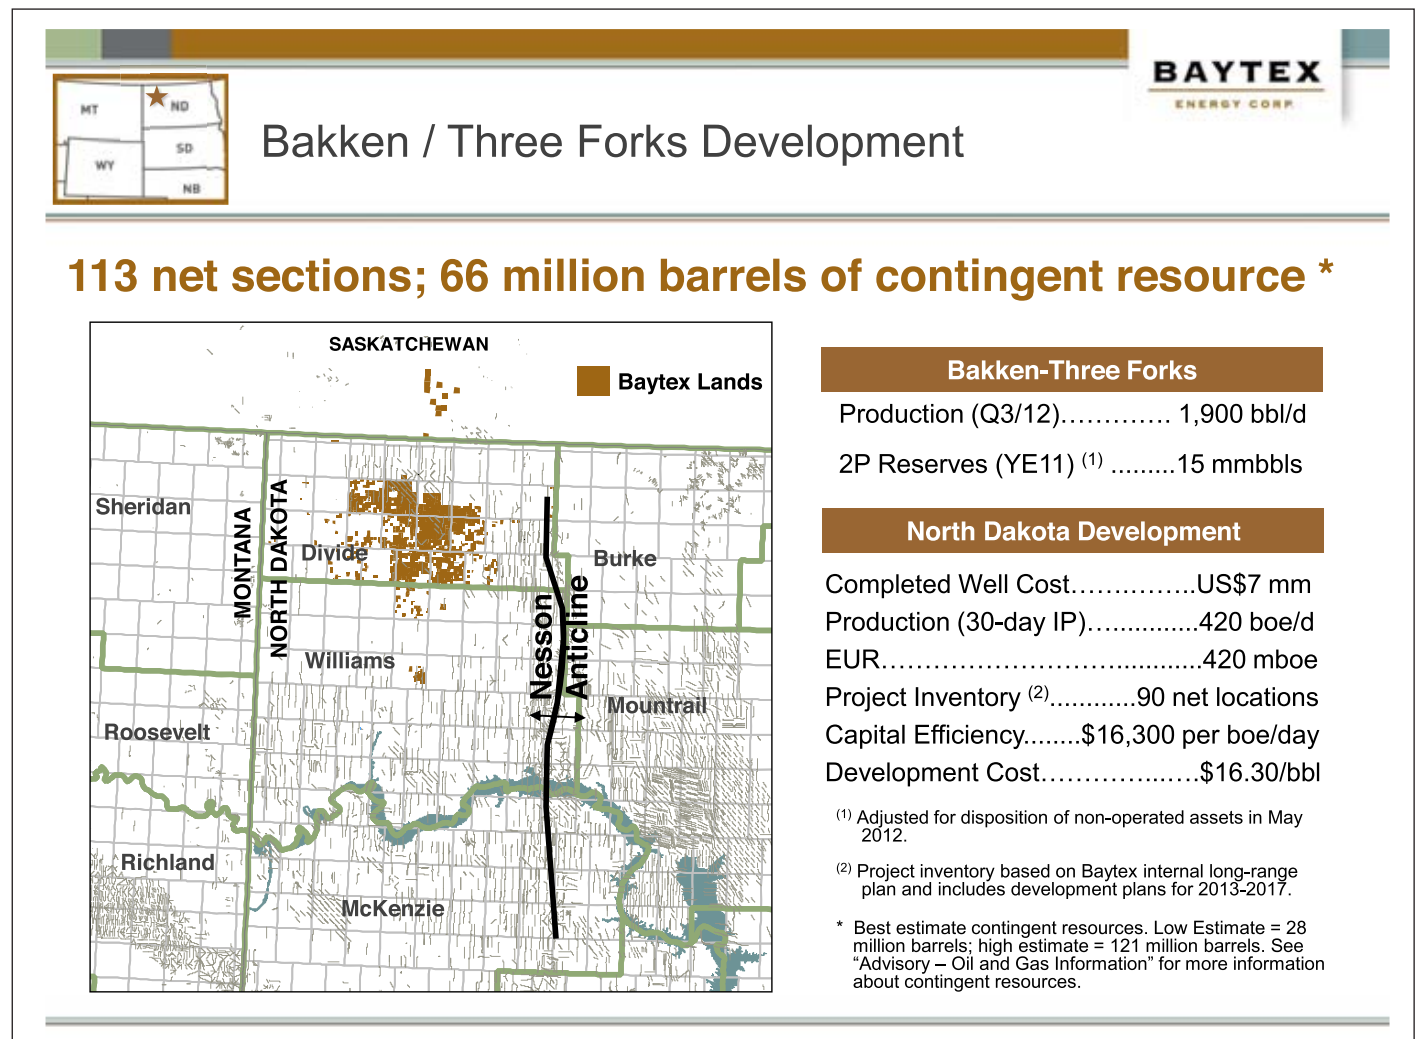 BAYTEX
ENERGY CORP.
MT
ND
SD
WY
NB
Bakken / Three Forks Development
113 net sections; 66 million barrels of contingent resource *
SASKATCHEWAN
Baytex Lands
Sheridan
MONTANA
NORTH DAKOTA
Divide
Burke
Nesson
Anticline
Williams
Mountrail
Roosevelt
Richland
McKenzie
Bakken-Three Forks
Production (Q3/12)…………. 1,900 bbl/d
2P Reserves (YE11) (1) .........15 mmbbls
North Dakota Development
Completed Well Cost…….……..US$7 mm
Production (30-day IP)…............420 boe/d
EUR……………………….............420 mboe
Project Inventory (2)............90 net locations
Capital Efficiency........$16,300 per boe/day
Development Cost…………..…..$16.30/bbl
(1) Adjusted for disposition of non-operated assets in May
2012.
(2) Project inventory based on Baytex internal long-range
plan and includes development plans for 2013-2017.
* Best estimate contingent resources. Low Estimate = 28
million barrels; high estimate = 121 million barrels. See
“Advisory – Oil and Gas Information” for more information
about contingent resources.